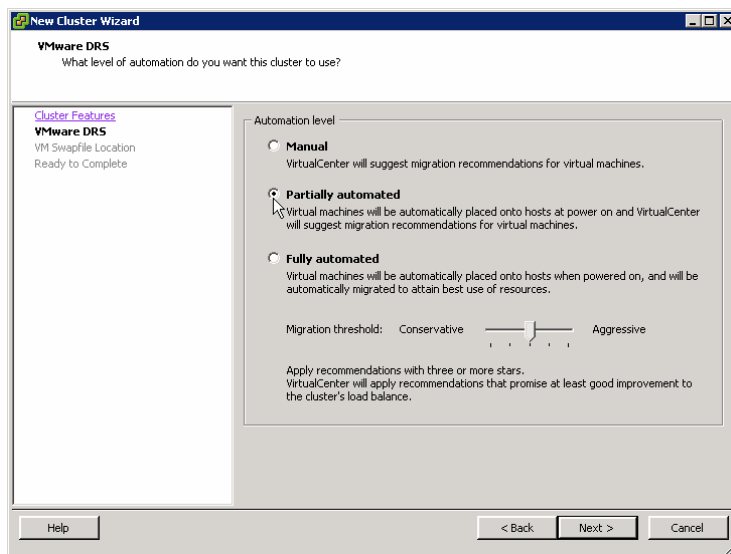 New Cluster Wizard
VMware DRS
What level of automation do you want this cluster to use?
Cluster Features
VMware DRS
VM Swapfile Location
Ready to Complete
Automation level
Manual
VirtualCenter will suggest migration recommendations for virtual machines.
Partially automated
Virtual machines will be automatically placed onto hosts at power on and VirtualCenter
will suggest migration recommendations for virtual machines.
Fully automated
Virtual machines will be automatically placed onto hosts when powered on, and will be
automatically migrated to attain best use of resources.
Migration threshold: Conservative Aggressive
Apply recommendations with three or more stars.
VirtualCenter will apply recommendations that promise at least good improvement to
the cluster's load balance.
Help < Back Next > Cancel